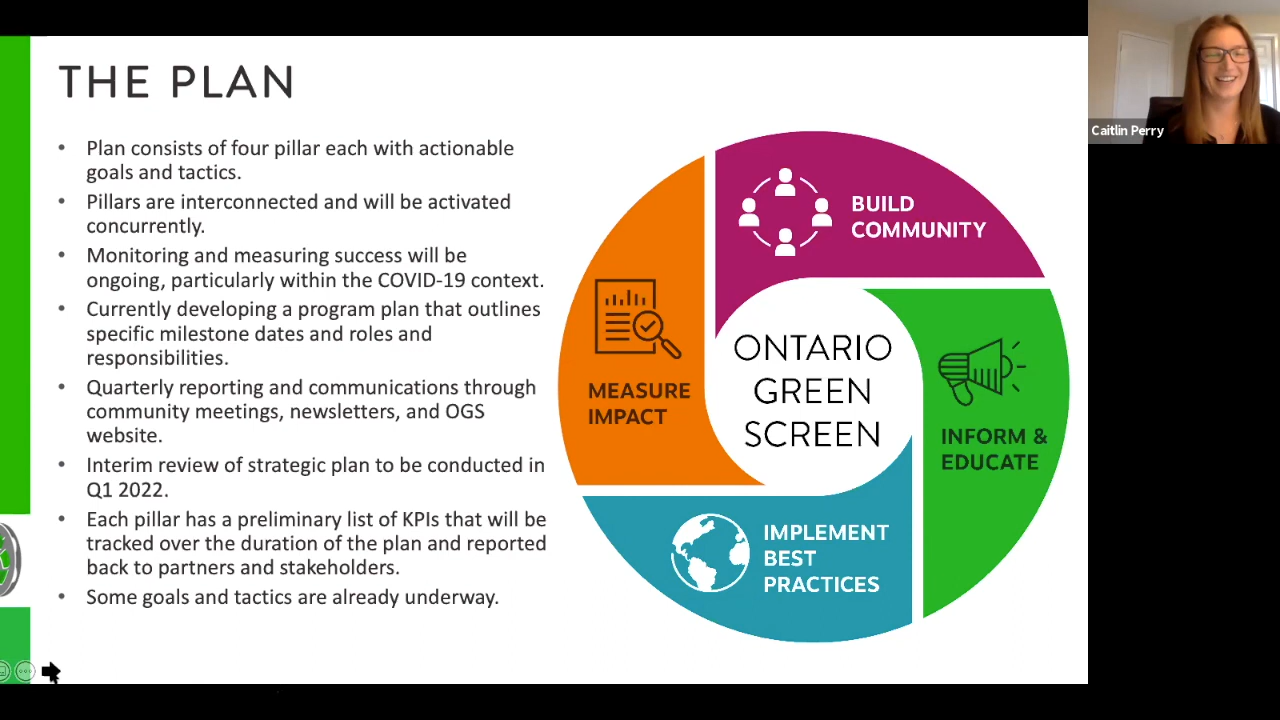 THE PLAN
• Plan consists of four pillar each with actionable
goals and tactics.
• Pillars are interconnected and will be activated
concurrently.
• Monitoring and measuring success will be
ongoing, particularly within the COVID-19 context.
• Currently developing a program plan that outlines
specific milestone dates and roles and
responsibilities.
• Quarterly reporting and communications through
community meetings, newsletters, and OGS
website.
• Interim review of strategic plan to be conducted in
Q1 2022.
• Each pillar has a preliminary list of KPIs that will be
tracked over the duration of the plan and reported
back to partners and stakeholders.
• Some goals and tactics are already underway.
BUILD
COMMUNITY
MEASURE
IMPACT
ONTARIO
GREEN
SCREEN
INFORM &
EDUCATE
IMPLEMENT
BEST
PRACTICES
Caitlin Perry